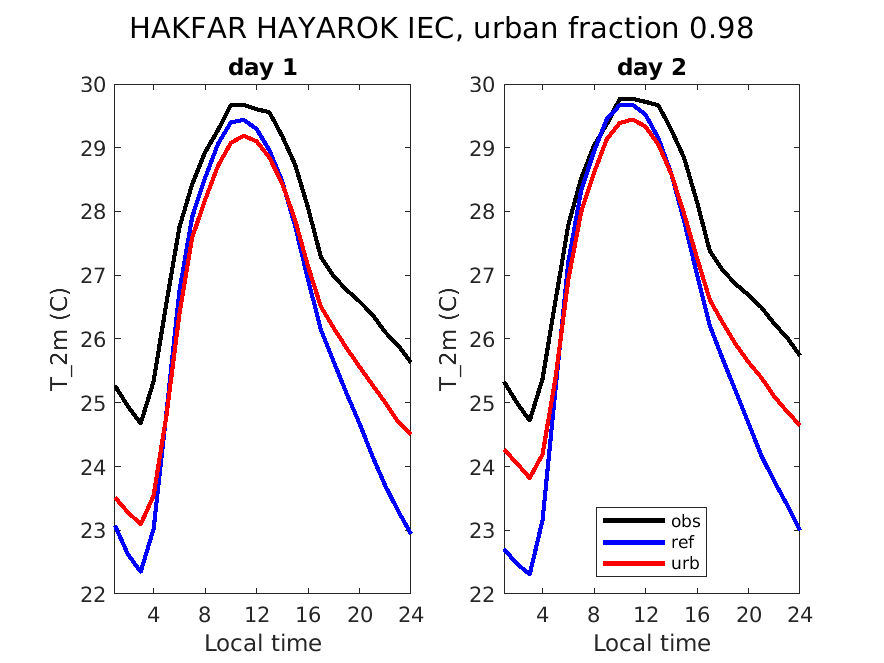 HAKFAR HAYAROK IEC, urban fraction 0.98
day 1
30
29
28
27
26
25
24
23
22
T_2m (C)
4 8 12 16 20 24
Local time
day 2
30
29
28
27
26
25
24
23
22
T_2m (C)
obs
ref
urb
4 8 12 16 20 24
Local time